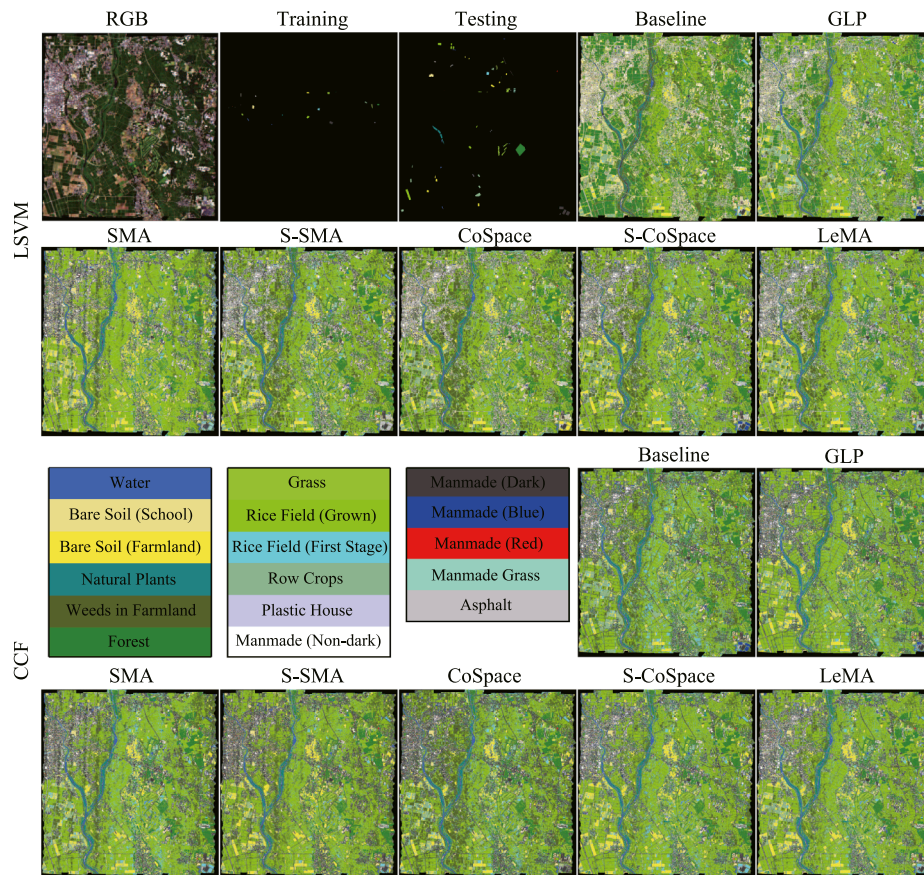 RGB Training Testing Baseline GLP
LSVM
SMA S-SMA CoSpace S-CoSpace LeMA
Baseline GLP
Water Grass Manmade (Dark)
Bare Soil (School) Rice Field (Grown) Manmade (Blue)
Bare Soil (Farmland) Rice Field (First Stage) Manmade (Red)
Natural Plants Row Crops Manmade Grass
Weeds in Farmland Plastic House Asphalt
Forest Manmade (Non-dark)
CCF
SMA S-SMA CoSpace S-CoSpace LeMA